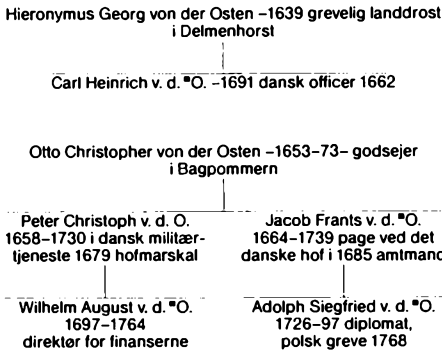 Hieronymus Georg von der Osten –1639 grevelig landdrost
i Delmenhorst
Carl Heinrich v. d. ■O. –1691 dansk officer 1662
Otto Christopher von der Osten –1653–73– godsejer
i Bagpommern
Peter Christoph v. d. O.
1658–1730 i dansk militær-
tjeneste 1679 hofmarskal
Jacob Frants v. d. ■O.
1664–1739 page ved det
danske hof i 1685 amtmand
Wilhelm August v. d. ■O.
1697–1764
direktør for finanserne
Adolph Siegfried v. d. ■O.
1726–97 diplomat,
polsk greve 1768